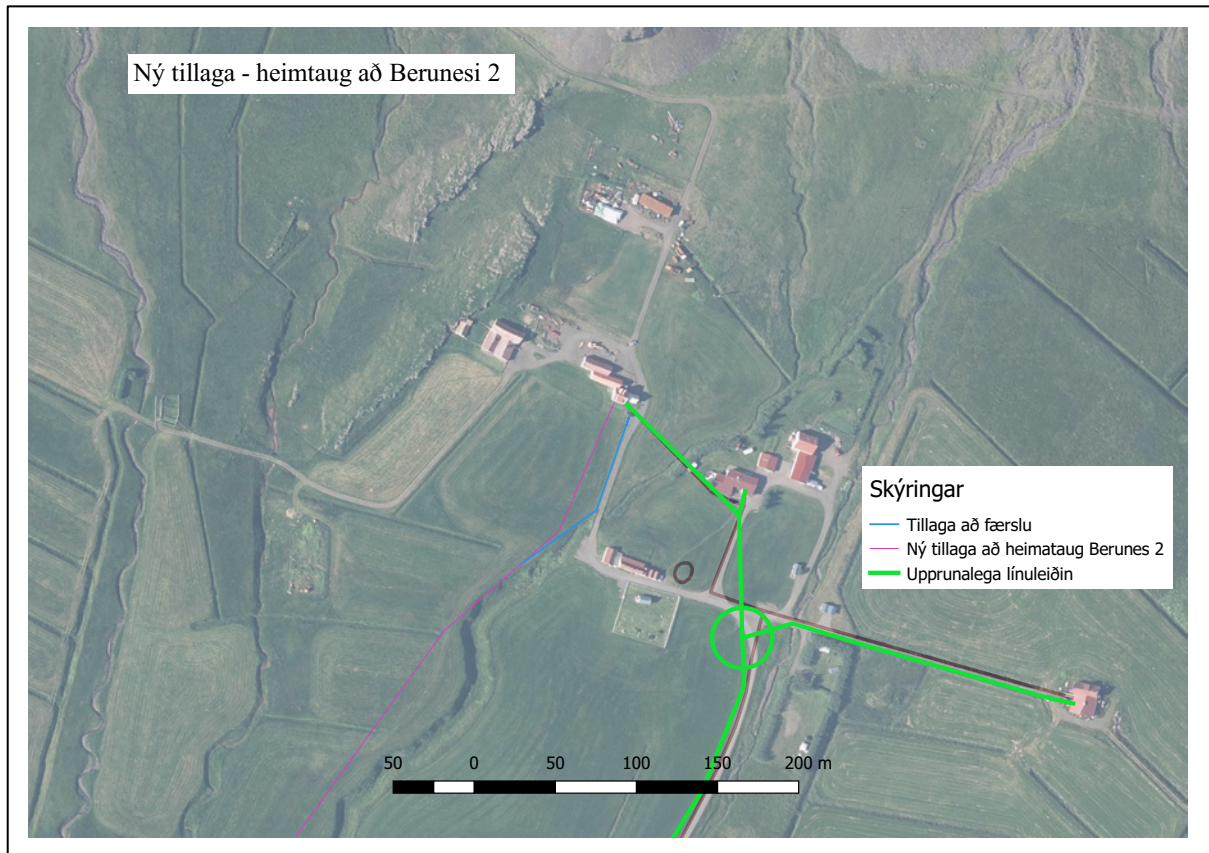 Ný tillaga - heimtaug að Berunesi 2
Skýringar
Tillaga að færslu
Ný tillaga að heimataug Berunes 2
Upprunalega línuleiðin
50 0 50 100 150 200 m